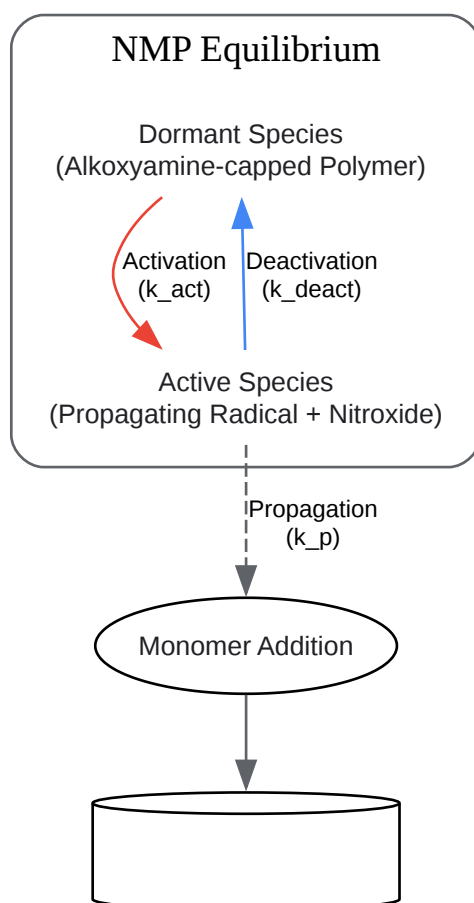 NMP Equilibrium
Dormant Species
(Alkoxyamine-capped Polymer)
Activation
(k_act)
Deactivation
(k_deact)
Active Species
(Propagating Radical + Nitroxide)
Propagation
(k_p)
Monomer Addition